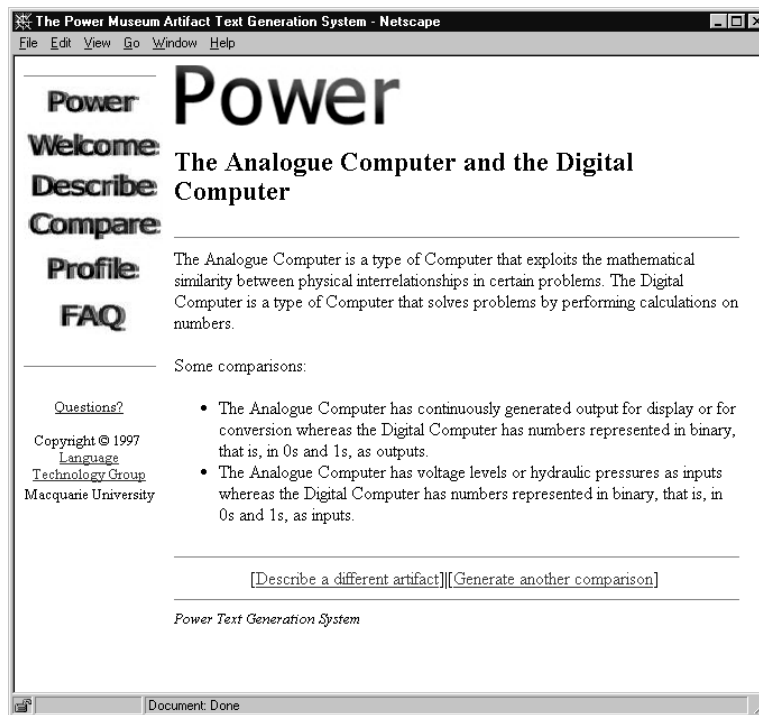 The Power Museum Artifact Text Generation System - Netscape
File Edit View Go Window Help
Power
Welcome
Describe
Compare
Profile
FAQ
Questions?
Copyright © 1997
Language
Technology Group
Macquarie University
Power
The Analogue Computer and the Digital
Computer
The Analogue Computer is a type of Computer that exploits the mathematical
similarity between physical interrelationships in certain problems. The Digital
Computer is a type of Computer that solves problems by performing calculations on
numbers.
Some comparisons:
• The Analogue Computer has continuously generated output for display or for
conversion whereas the Digital Computer has numbers represented in binary,
that is, in 0s and 1s, as outputs.
• The Analogue Computer has voltage levels or hydraulic pressures as inputs
whereas the Digital Computer has numbers represented in binary, that is, in
0s and 1s, as inputs.
[Describe a different artifact]|[Generate another comparison]
Power Text Generation System
Document: Done